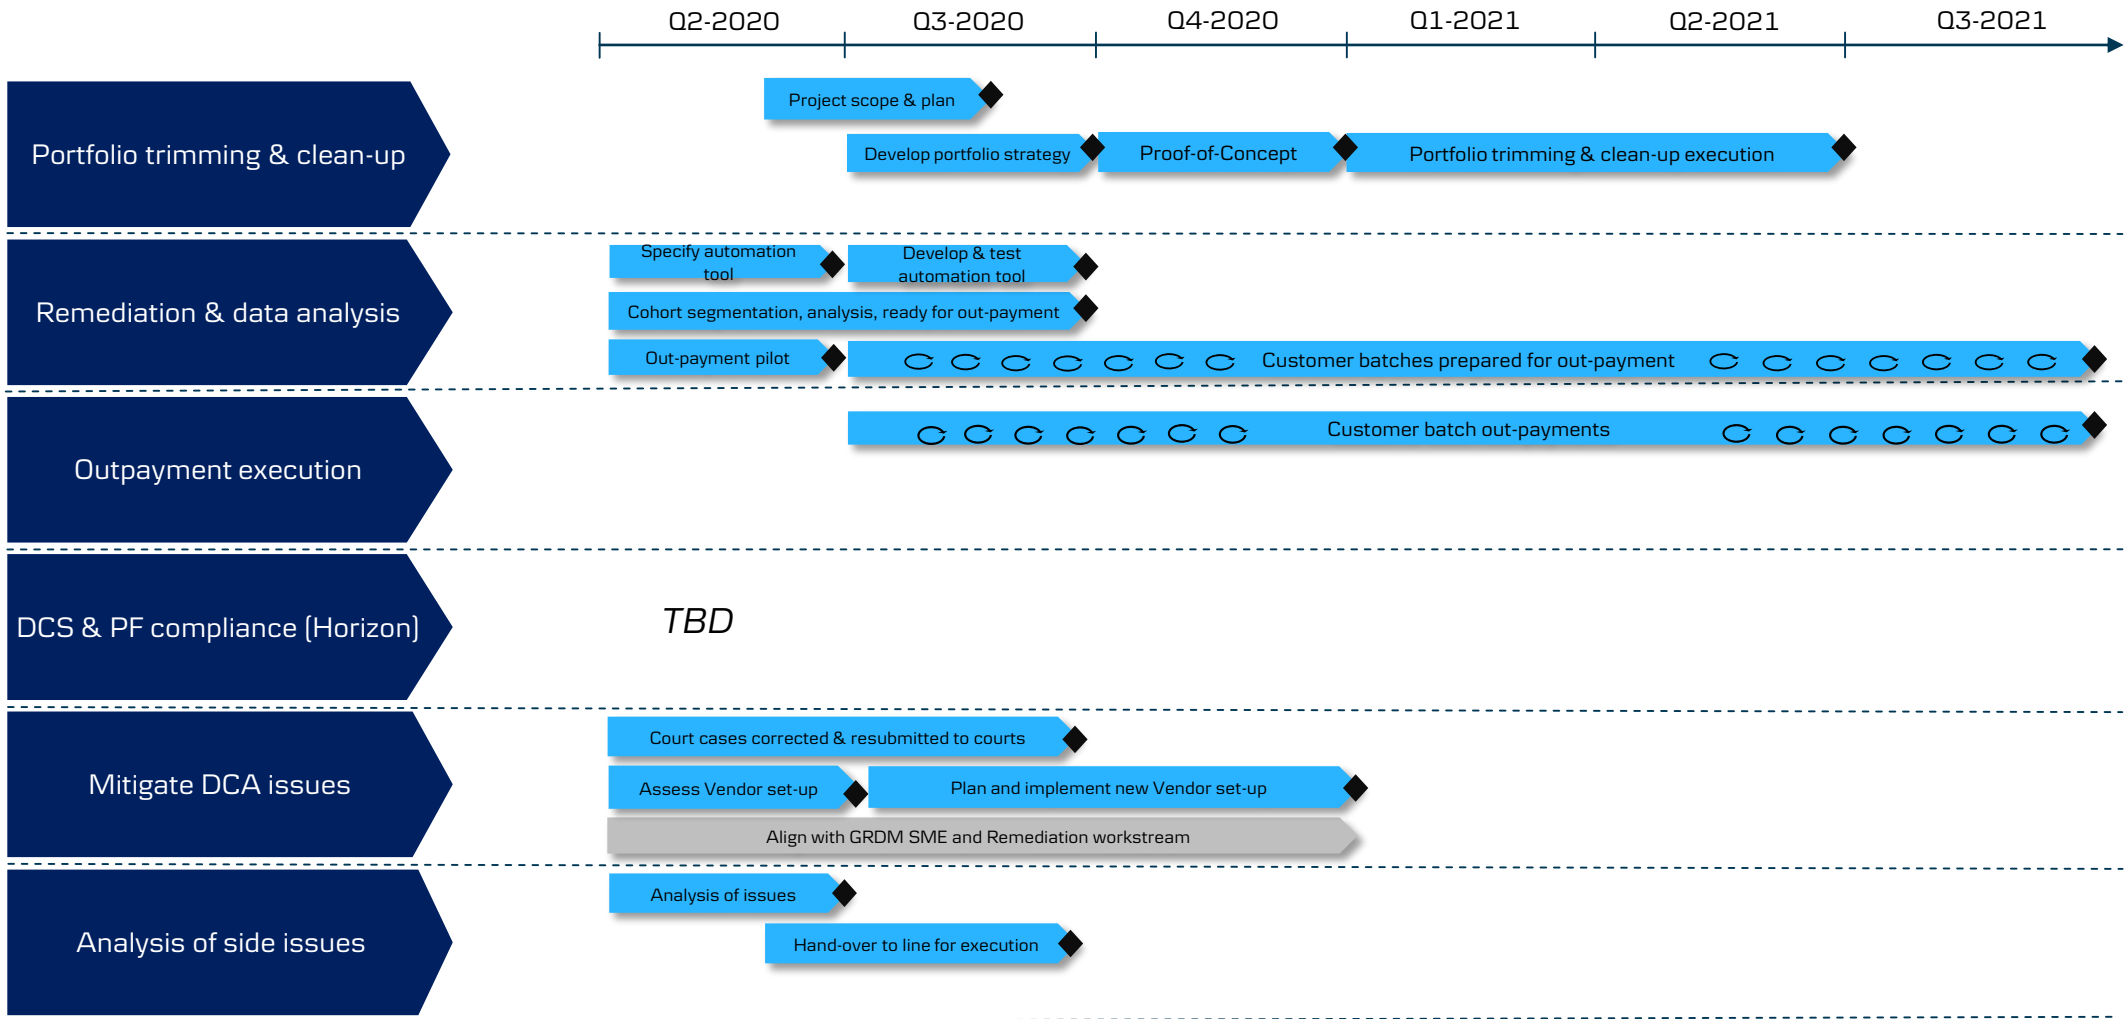 Q2-2020
Q3-2020
Q4-2020
Q1-2021
Q2-2021
Q3-2021
Portfolio trimming & clean-up
Project scope & plan
Develop portfolio strategy
Proof-of-Concept
Portfolio trimming & clean-up execution
Remediation & data analysis
Specify automation
tool
Develop & test
automation tool
Cohort segmentation, analysis, ready for out-payment
Out-payment pilot
Customer batches prepared for out-payment
Outpayment execution
Customer batch out-payments
DCS & PF compliance (Horizon)
TBD
Mitigate DCA issues
Court cases corrected & resubmitted to courts
Assess Vendor set-up
Plan and implement new Vendor set-up
Align with GRDM SME and Remediation workstream
Analysis of side issues
Analysis of issues
Hand-over to line for execution